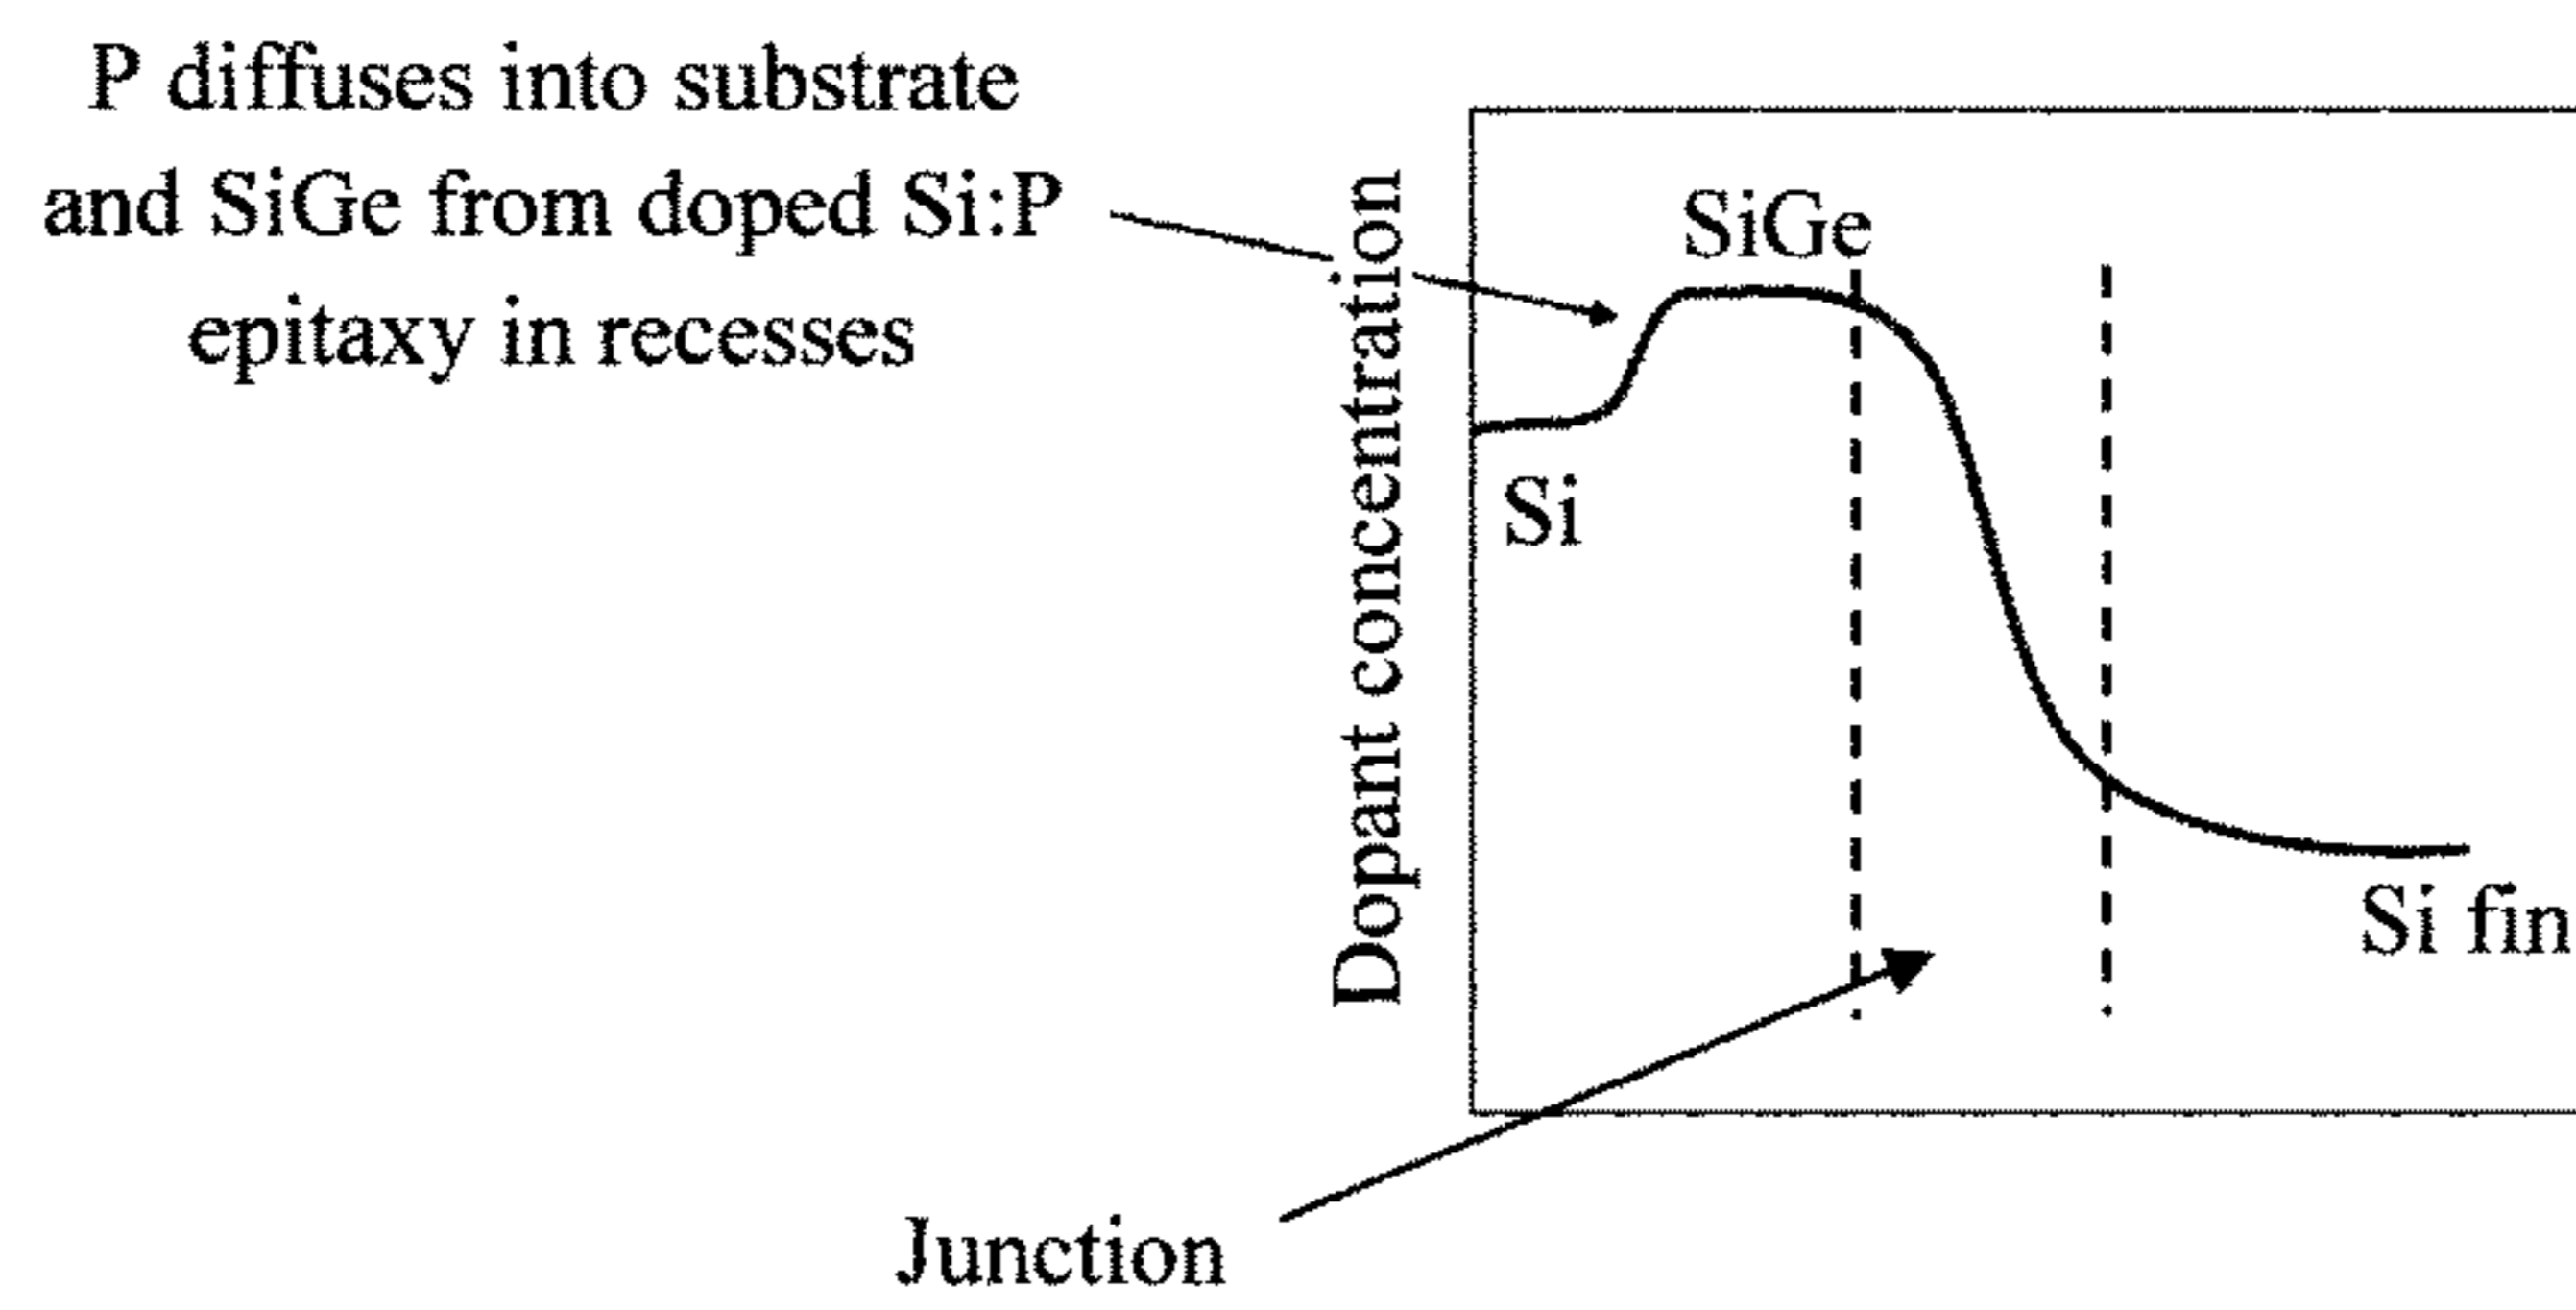 P diffuses into substrate
and SiGe from doped Si:P
epitaxy in recesses
Dopant concentration
SiGe
Si
Si fin
Junction